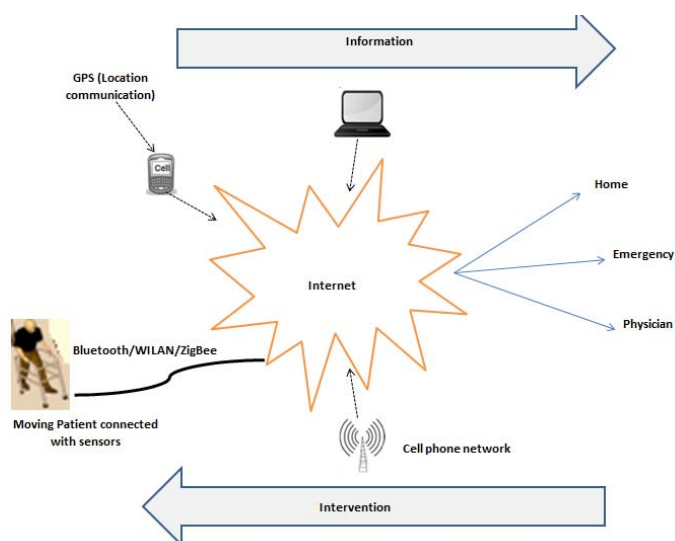 Information
GPS (Location
communication)
Cell
Home
Internet
Emergency
Physician
Bluetooth/WILAN/ZigBee
Moving Patient connected
with sensors
Cell phone network
Intervention